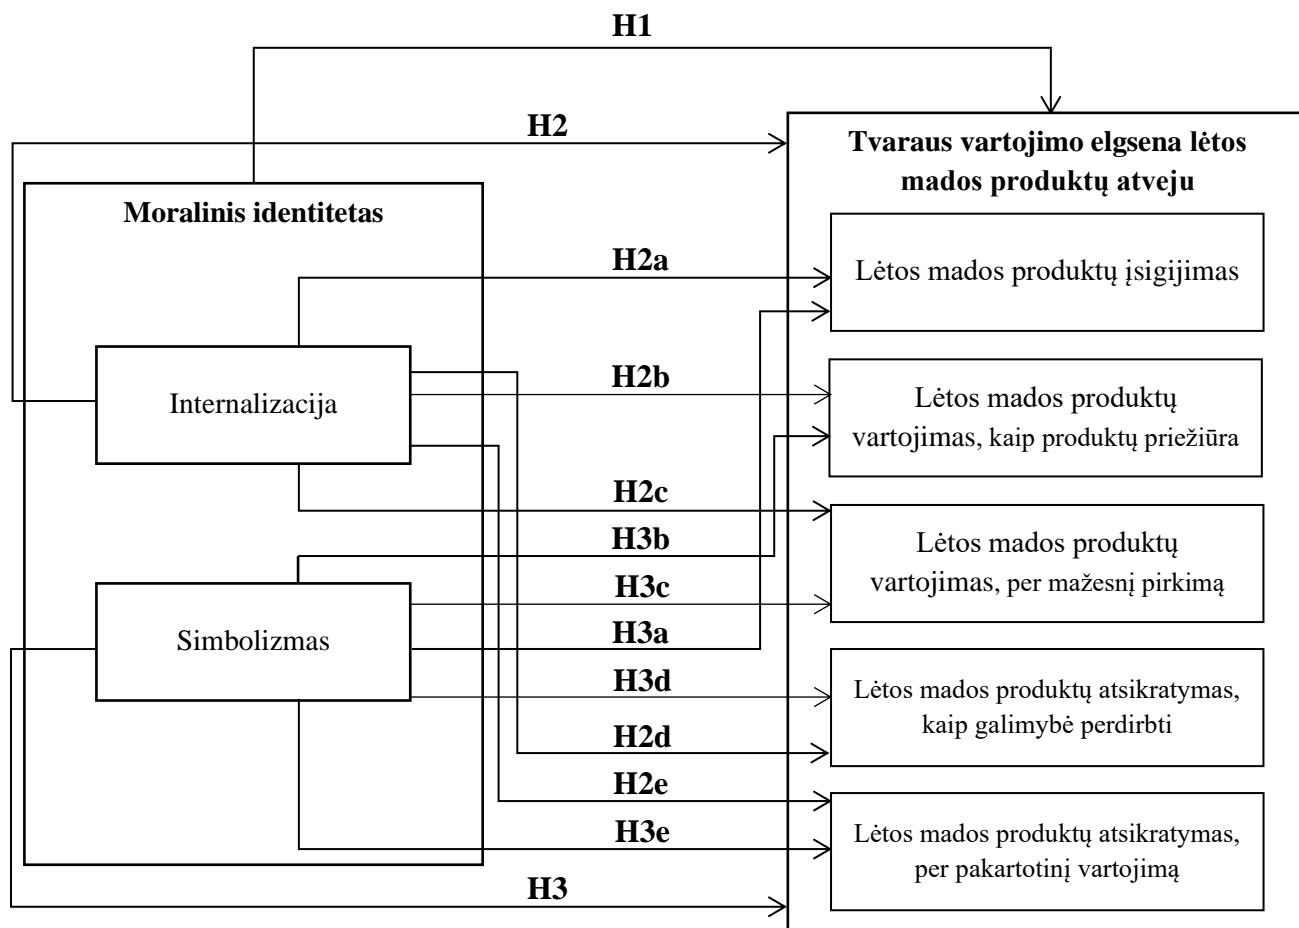 H1
H2
Tvaraus vartojimo elgsena lėtos
mados produktų atveju
Moralinis identitetas
H2a
Lėtos mados produktų įsigijimas
Internalizacija
H2b
Lėtos mados produktų
vartojimas, kaip produktų priežiūra
H2c
H3b
Lėtos mados produktų
vartojimas, per mažesnį pirkimą
H3c
Simbolizmas
H3a
H3d
Lėtos mados produktų atsikratymas,
kaip galimybė perdirbti
H2d
H2e
H3e
Lėtos mados produktų atsikratymas,
per pakartotinį vartojimą
H3